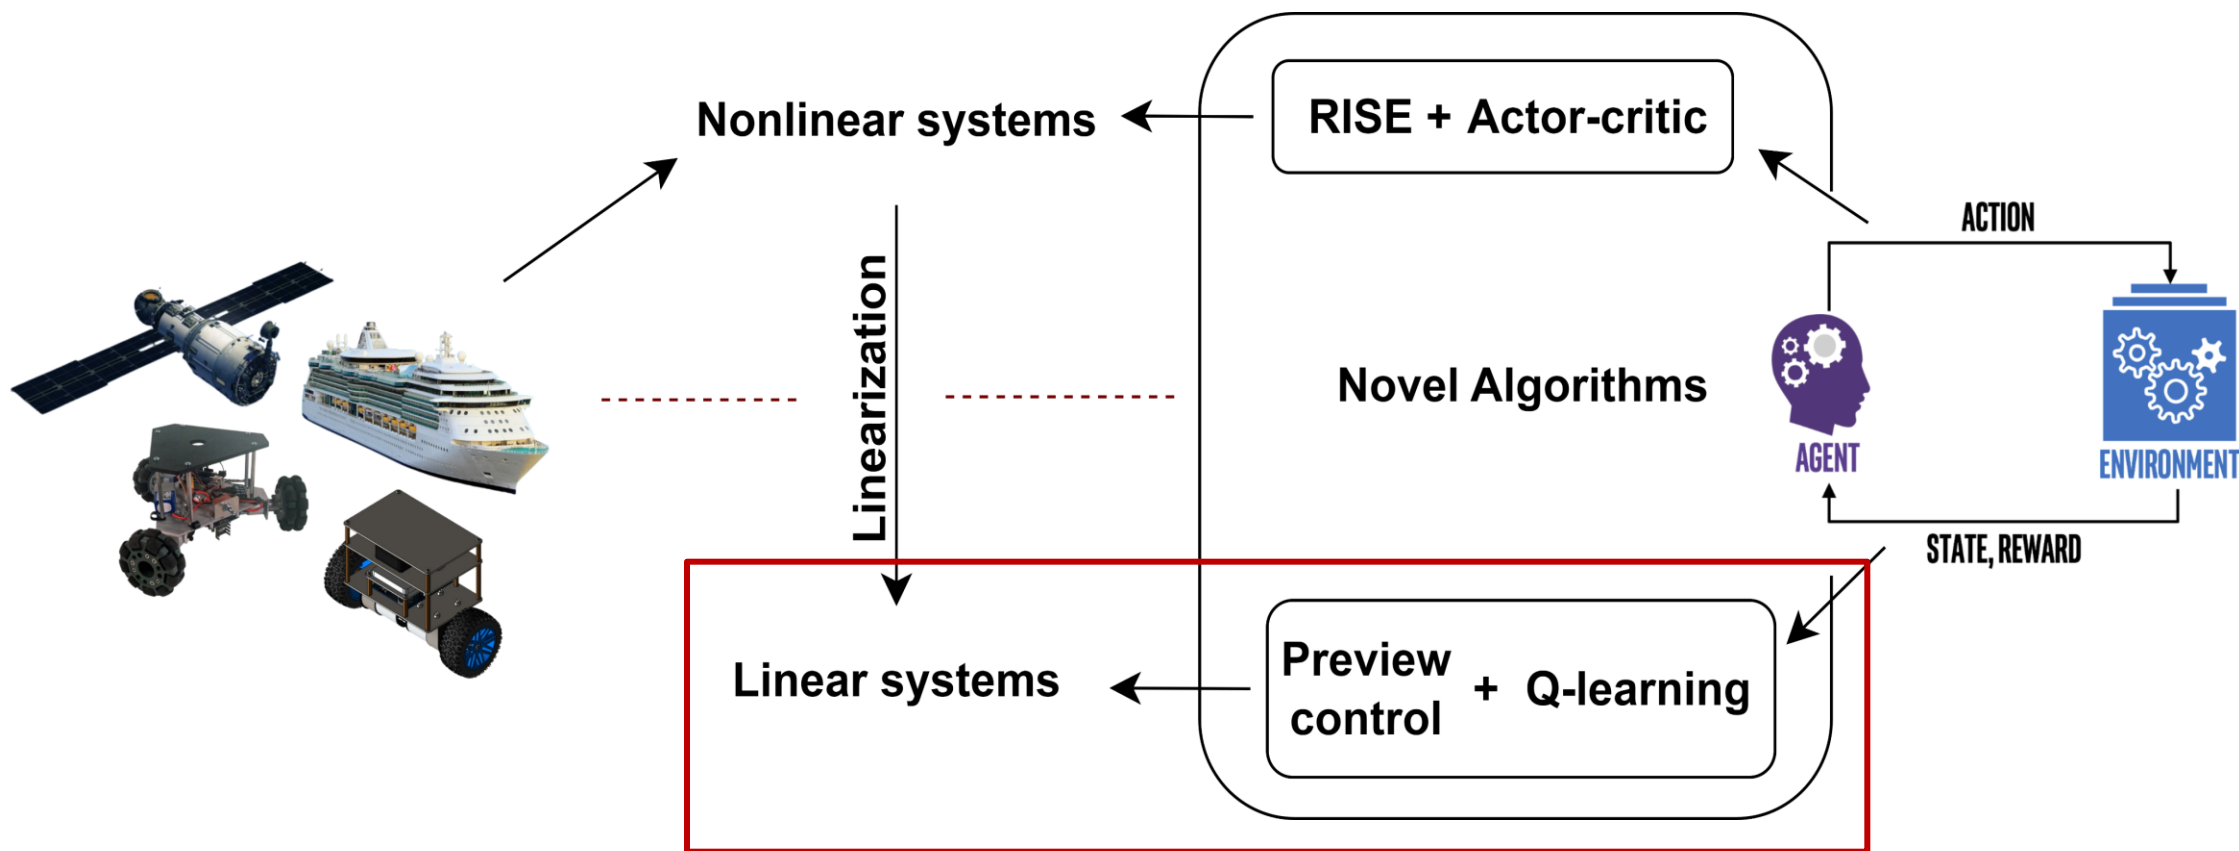 RISE + Actor-critic
Nonlinear systems
ACTION
Linearization
Novel Algorithms
AGENT
ENVIRONMENT
STATE, REWARD
Linear systems
Preview
control
+ Q-learning